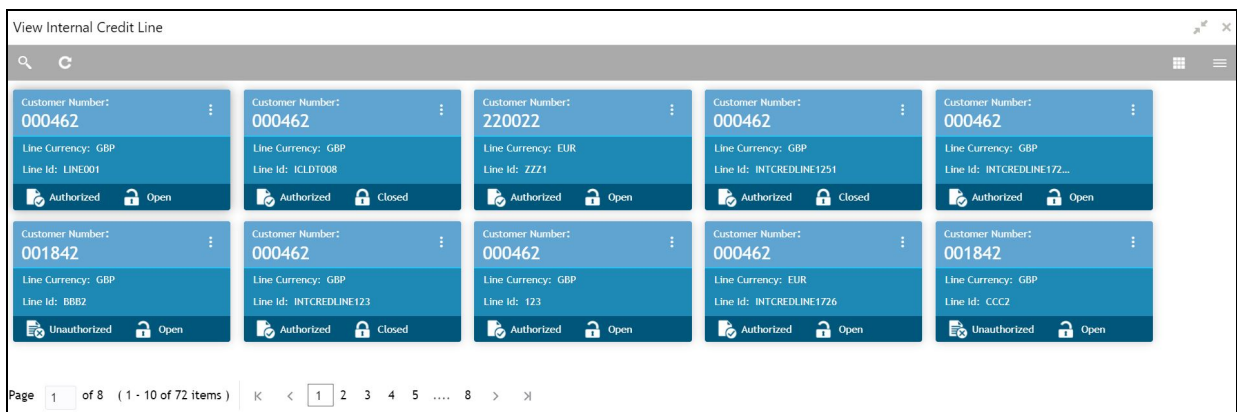 View Internal Credit Line
Customer Number:
000462
Line Currency: GBP
Line Id: LINE001
Authorized Open
Customer Number:
000462
Line Currency: GBP
Line Id: ICLDT008
Authorized Closed
Customer Number:
220022
Line Currency: EUR
Line Id: ZZZ1
Authorized Open
Customer Number:
000462
Line Currency: GBP
Line Id: INTCREDLINE1251
Authorized Closed
Customer Number:
000462
Line Currency: GBP
Line Id: INTCREDLINE172...
Authorized Open
Customer Number:
001842
Line Currency: GBP
Line Id: BBB2
Unauthorized Open
Customer Number:
000462
Line Currency: GBP
Line Id: INTCREDLINE123
Authorized Closed
Customer Number:
000462
Line Currency: GBP
Line Id: 123
Authorized Open
Customer Number:
000462
Line Currency: EUR
Line Id: INTCREDLINE1726
Authorized Open
Customer Number:
001842
Line Currency: GBP
Line Id: CCC2
Unauthorized Open
Page 1 of 8 ( 1 - 10 of 72 items ) 1 2 3 4 5 .... 8